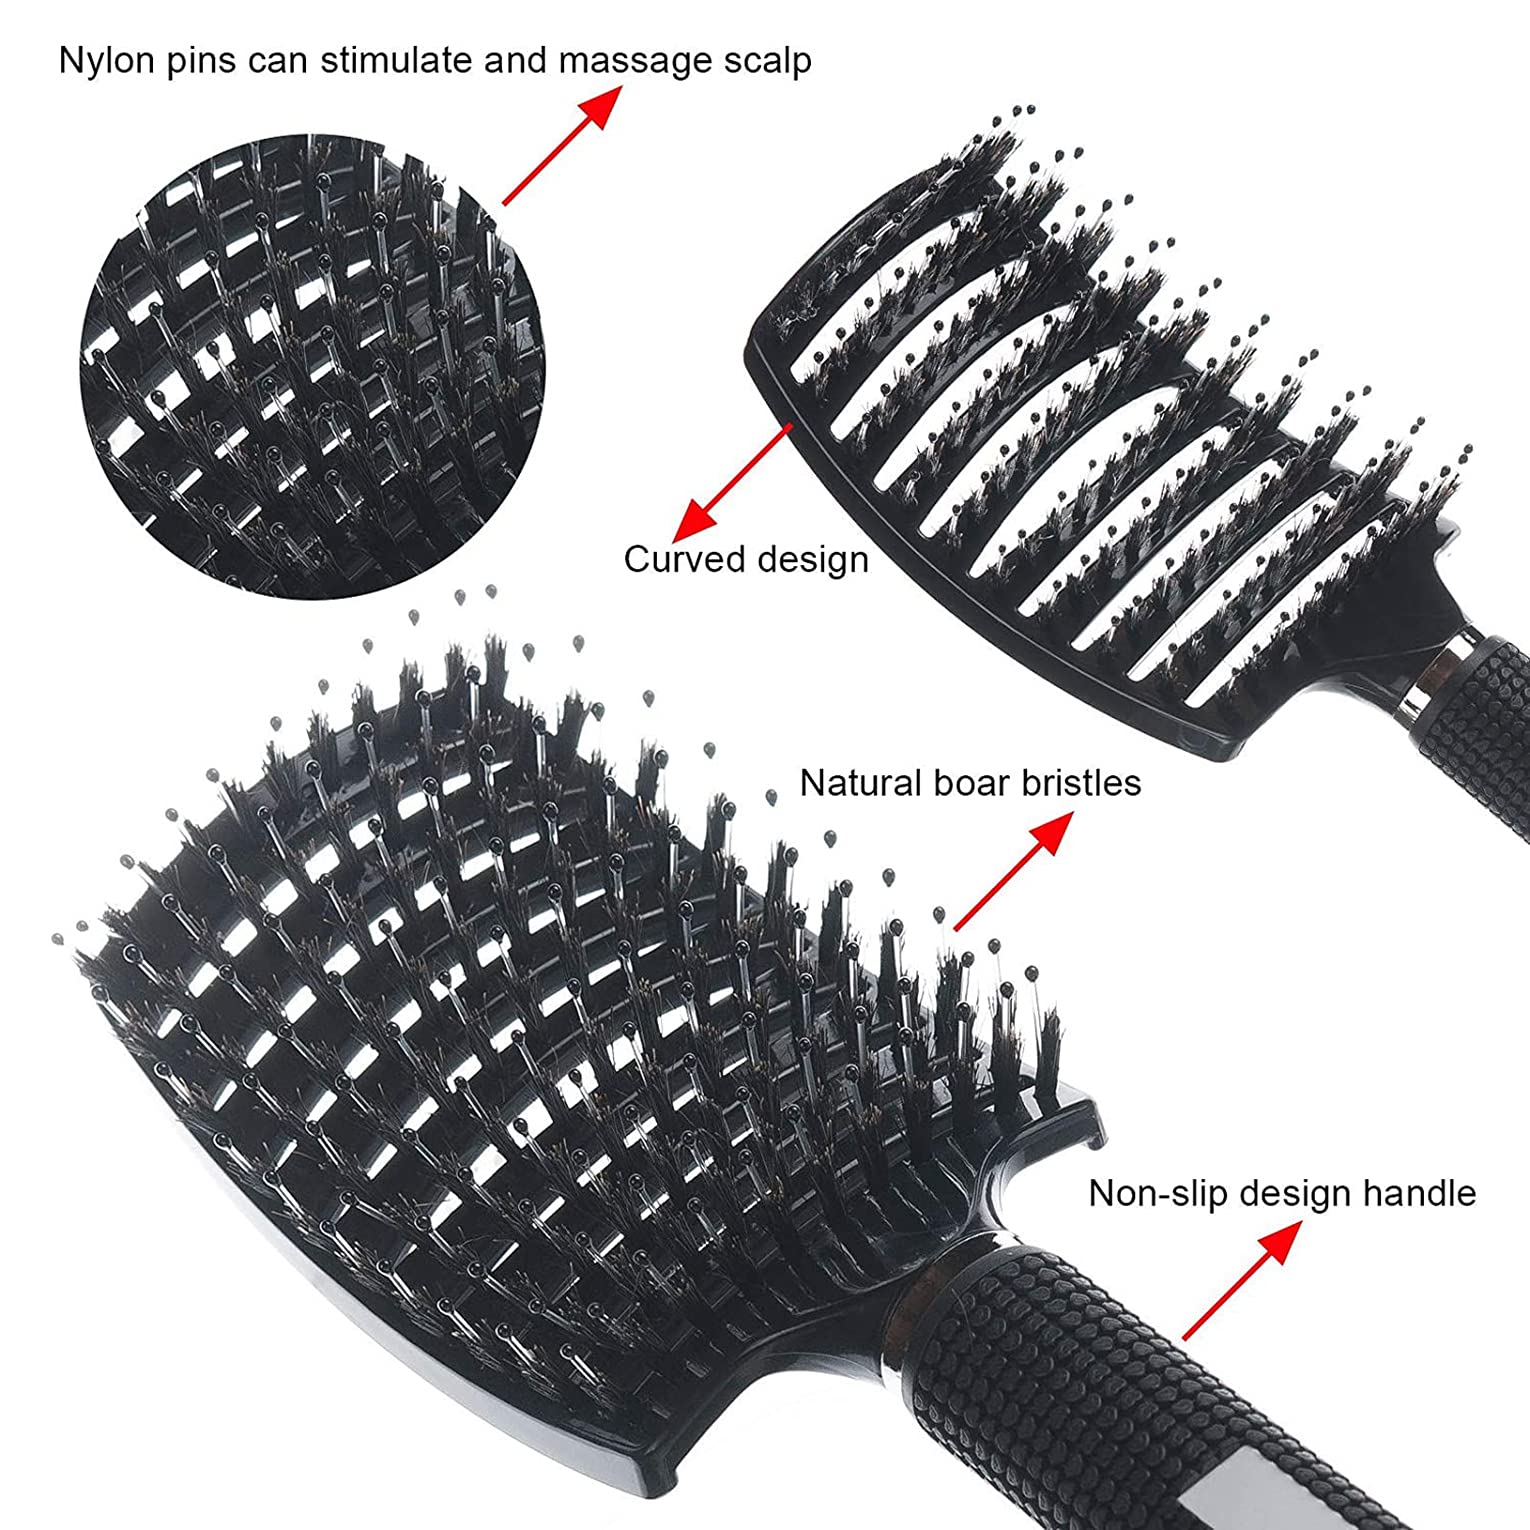 Nylon pins can stimulate and massage scalp
Curved design
Natural boar bristles
Non-slip design handle